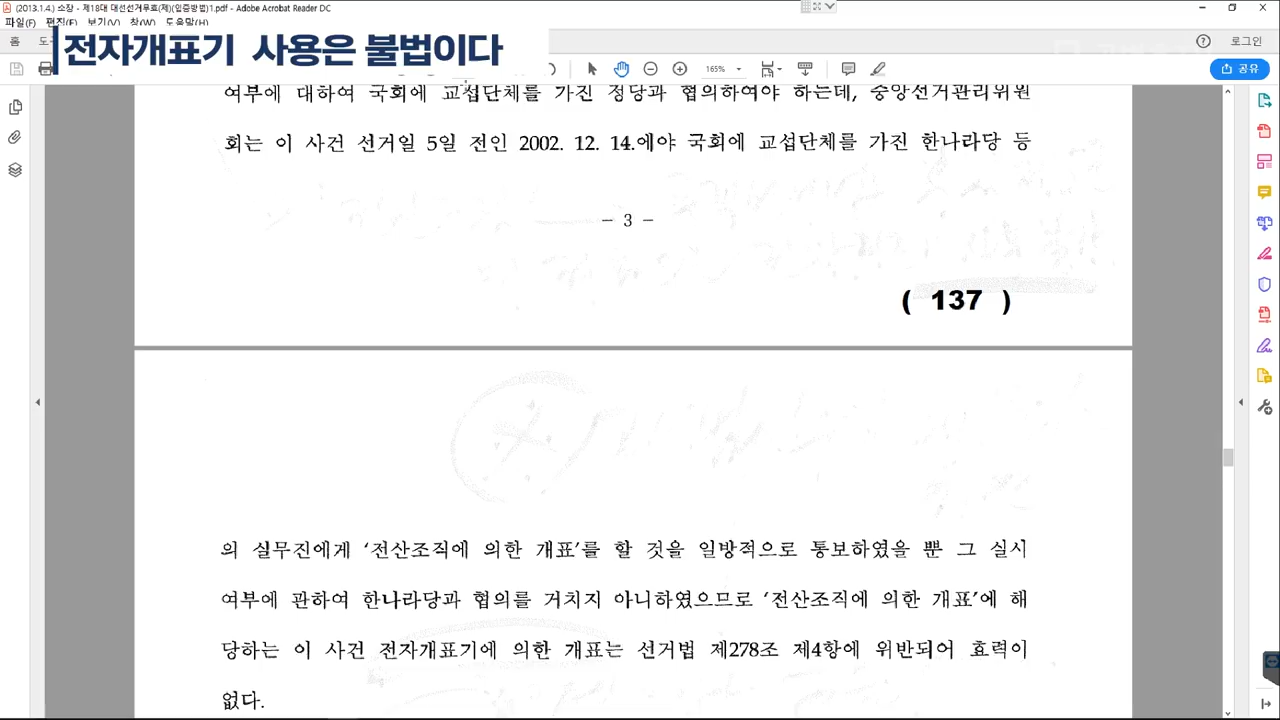 (2013.1.4.) 소장 - 제18대 대선선거무효(제)(입증방법)1.pdf - Adobe Acrobat Reader DC
파일(F) 편집(E) 보기(V) 창(W) 도움말(H)
홈
로그인
전자개표기 사용은 불법이다
165%
공유
여부에 대하여 국회에 교섭단체를 가진 정당과 협의하여야 하는데, 중앙선거관리위원
회는 이 사건 선거일 5일 전인 2002. 12. 14.에야 국회에 교섭단체를 가진 한나라당 등
- 3 -
( 137 )
의 실무진에게 ‘전산조직에 의한 개표’를 할 것을 일방적으로 통보하였을 뿐 그 실시
여부에 관하여 한나라당과 협의를 거치지 아니하였으므로 ‘전산조직에 의한 개표’에 해
당하는 이 사건 전자개표기에 의한 개표는 선거법 제278조 제4항에 위반되어 효력이
없다.